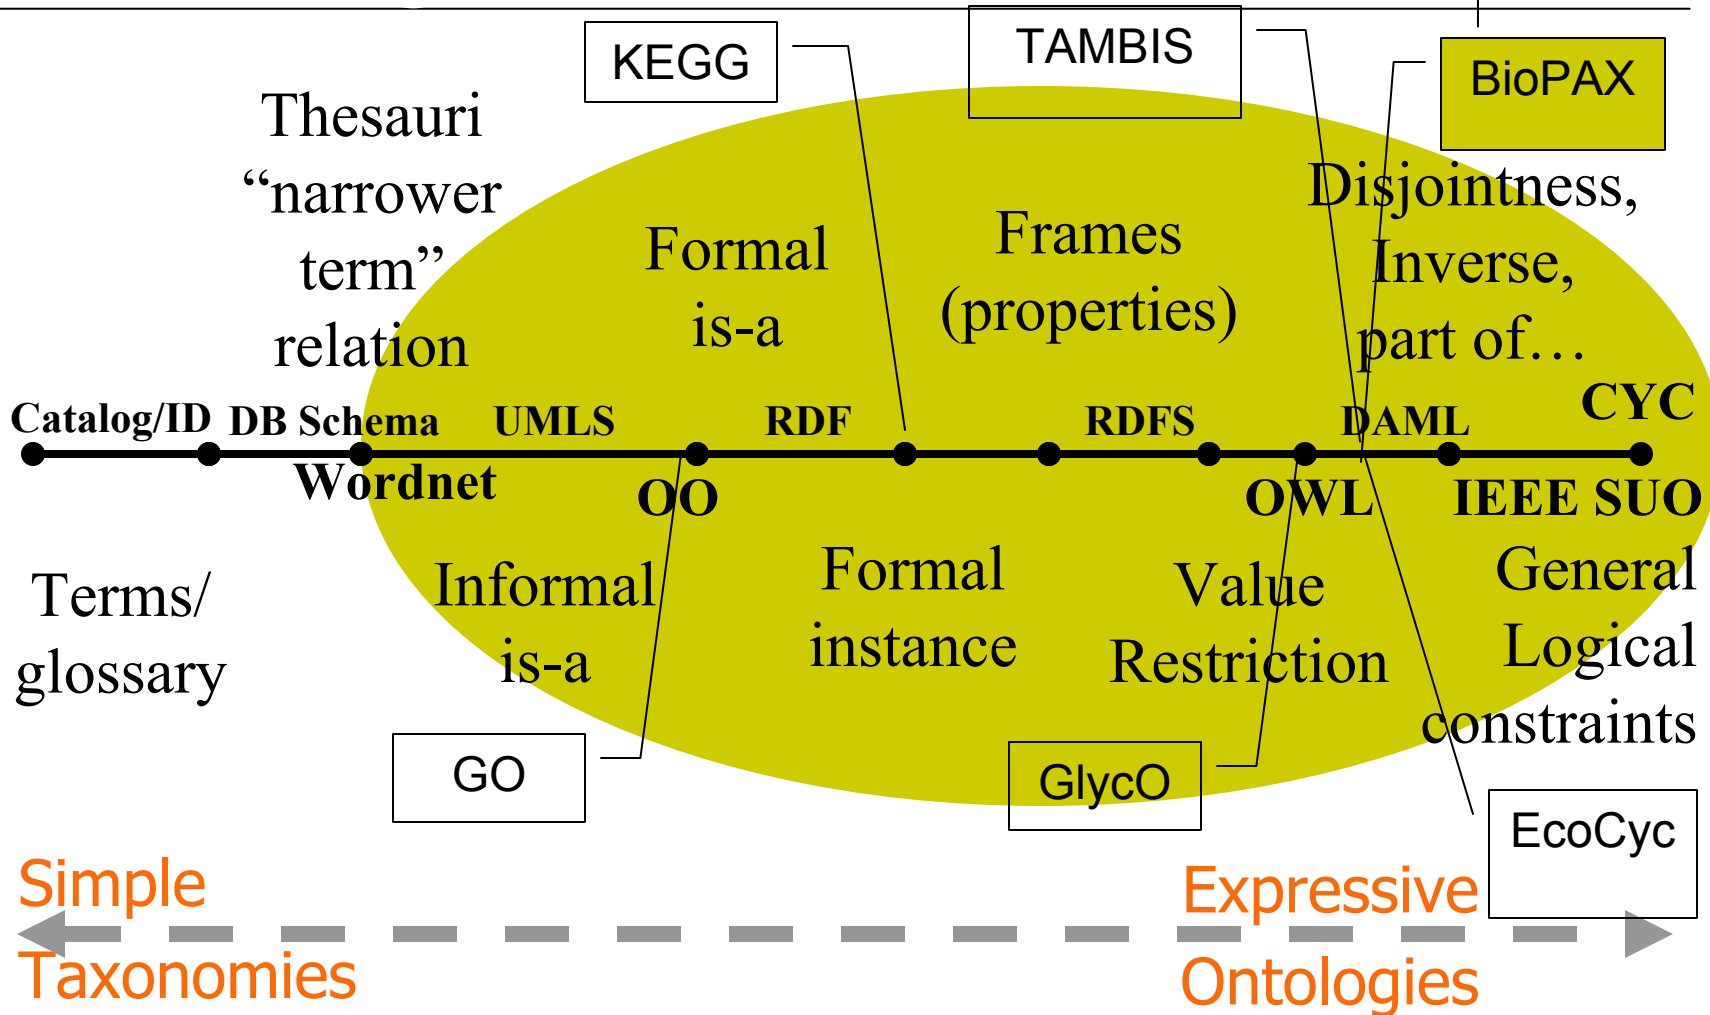 KEGG
TAMBIS
BioPAX
Thesauri
“narrower
term”
relation
Formal
is-a
Frames
(properties)
Disjointness,
Inverse,
part of…
Catalog/ID
DB Schema
UMLS
RDF
RDFS
DAML
CYC
Wordnet
OO
OWL
IEEE SUO
Terms/
glossary
Informal
is-a
Formal
instance
Value
Restriction
General
Logical
constraints
GO
GlycO
EcoCyc
Simple
Taxonomies
Expressive
Ontologies